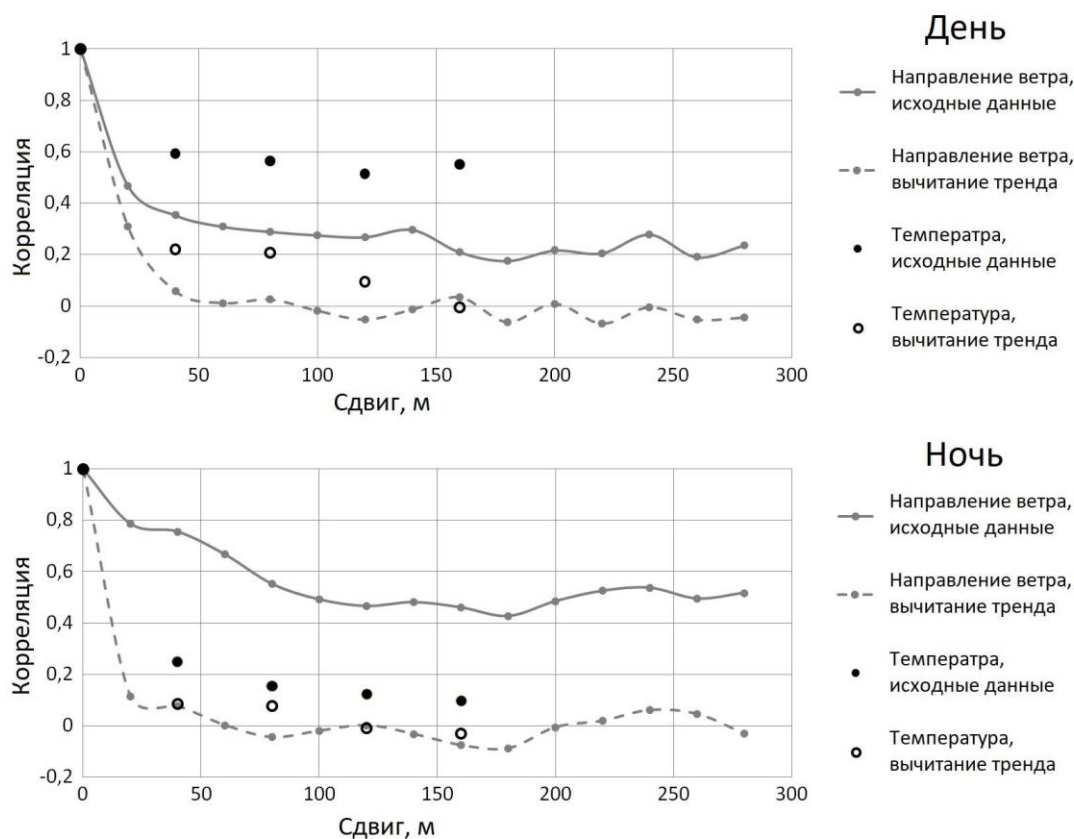 День
Корреляция
1
0,8
0,6
0,4
0,2
0
-0,2
0
50
100
150
200
250
300
Сдвиг, м
Направление ветра,
исходные данные
Направление ветра,
вычитание тренда
Температра,
исходные данные
Температура,
вычитание тренда
Ночь
Корреляция
1
0,8
0,6
0,4
0,2
0
-0,2
0
50
100
150
200
250
300
Сдвиг, м
Направление ветра,
исходные данные
Направление ветра,
вычитание тренда
Температра,
исходные данные
Температура,
вычитание тренда